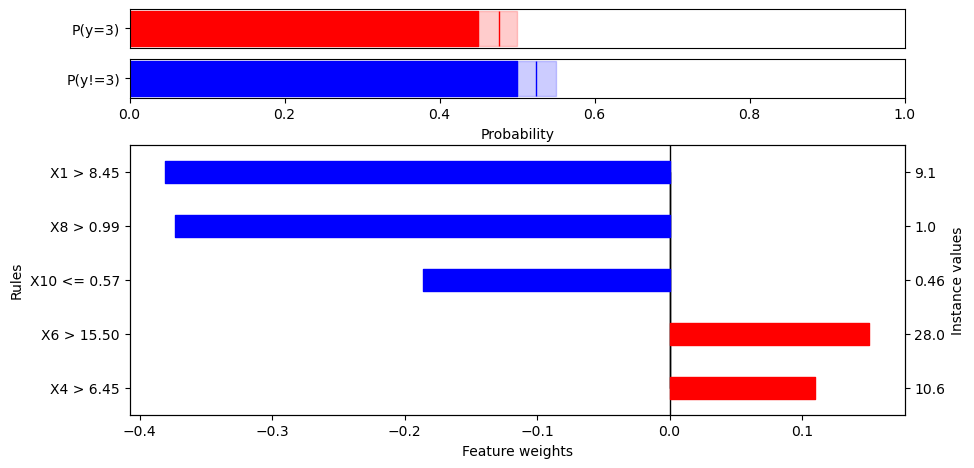 P(y=3)
P(y!=3)
0.0 0.2 0.4 0.6 0.8 1.0
Probability
X1 > 8.45 9.1
X8 > 0.99 1.0
X10 <= 0.57 0.46
X6 > 15.50 28.0
X4 > 6.45 10.6
Rules
Instance values
−0.4 −0.3 −0.2 −0.1 0.0 0.1
Feature weights